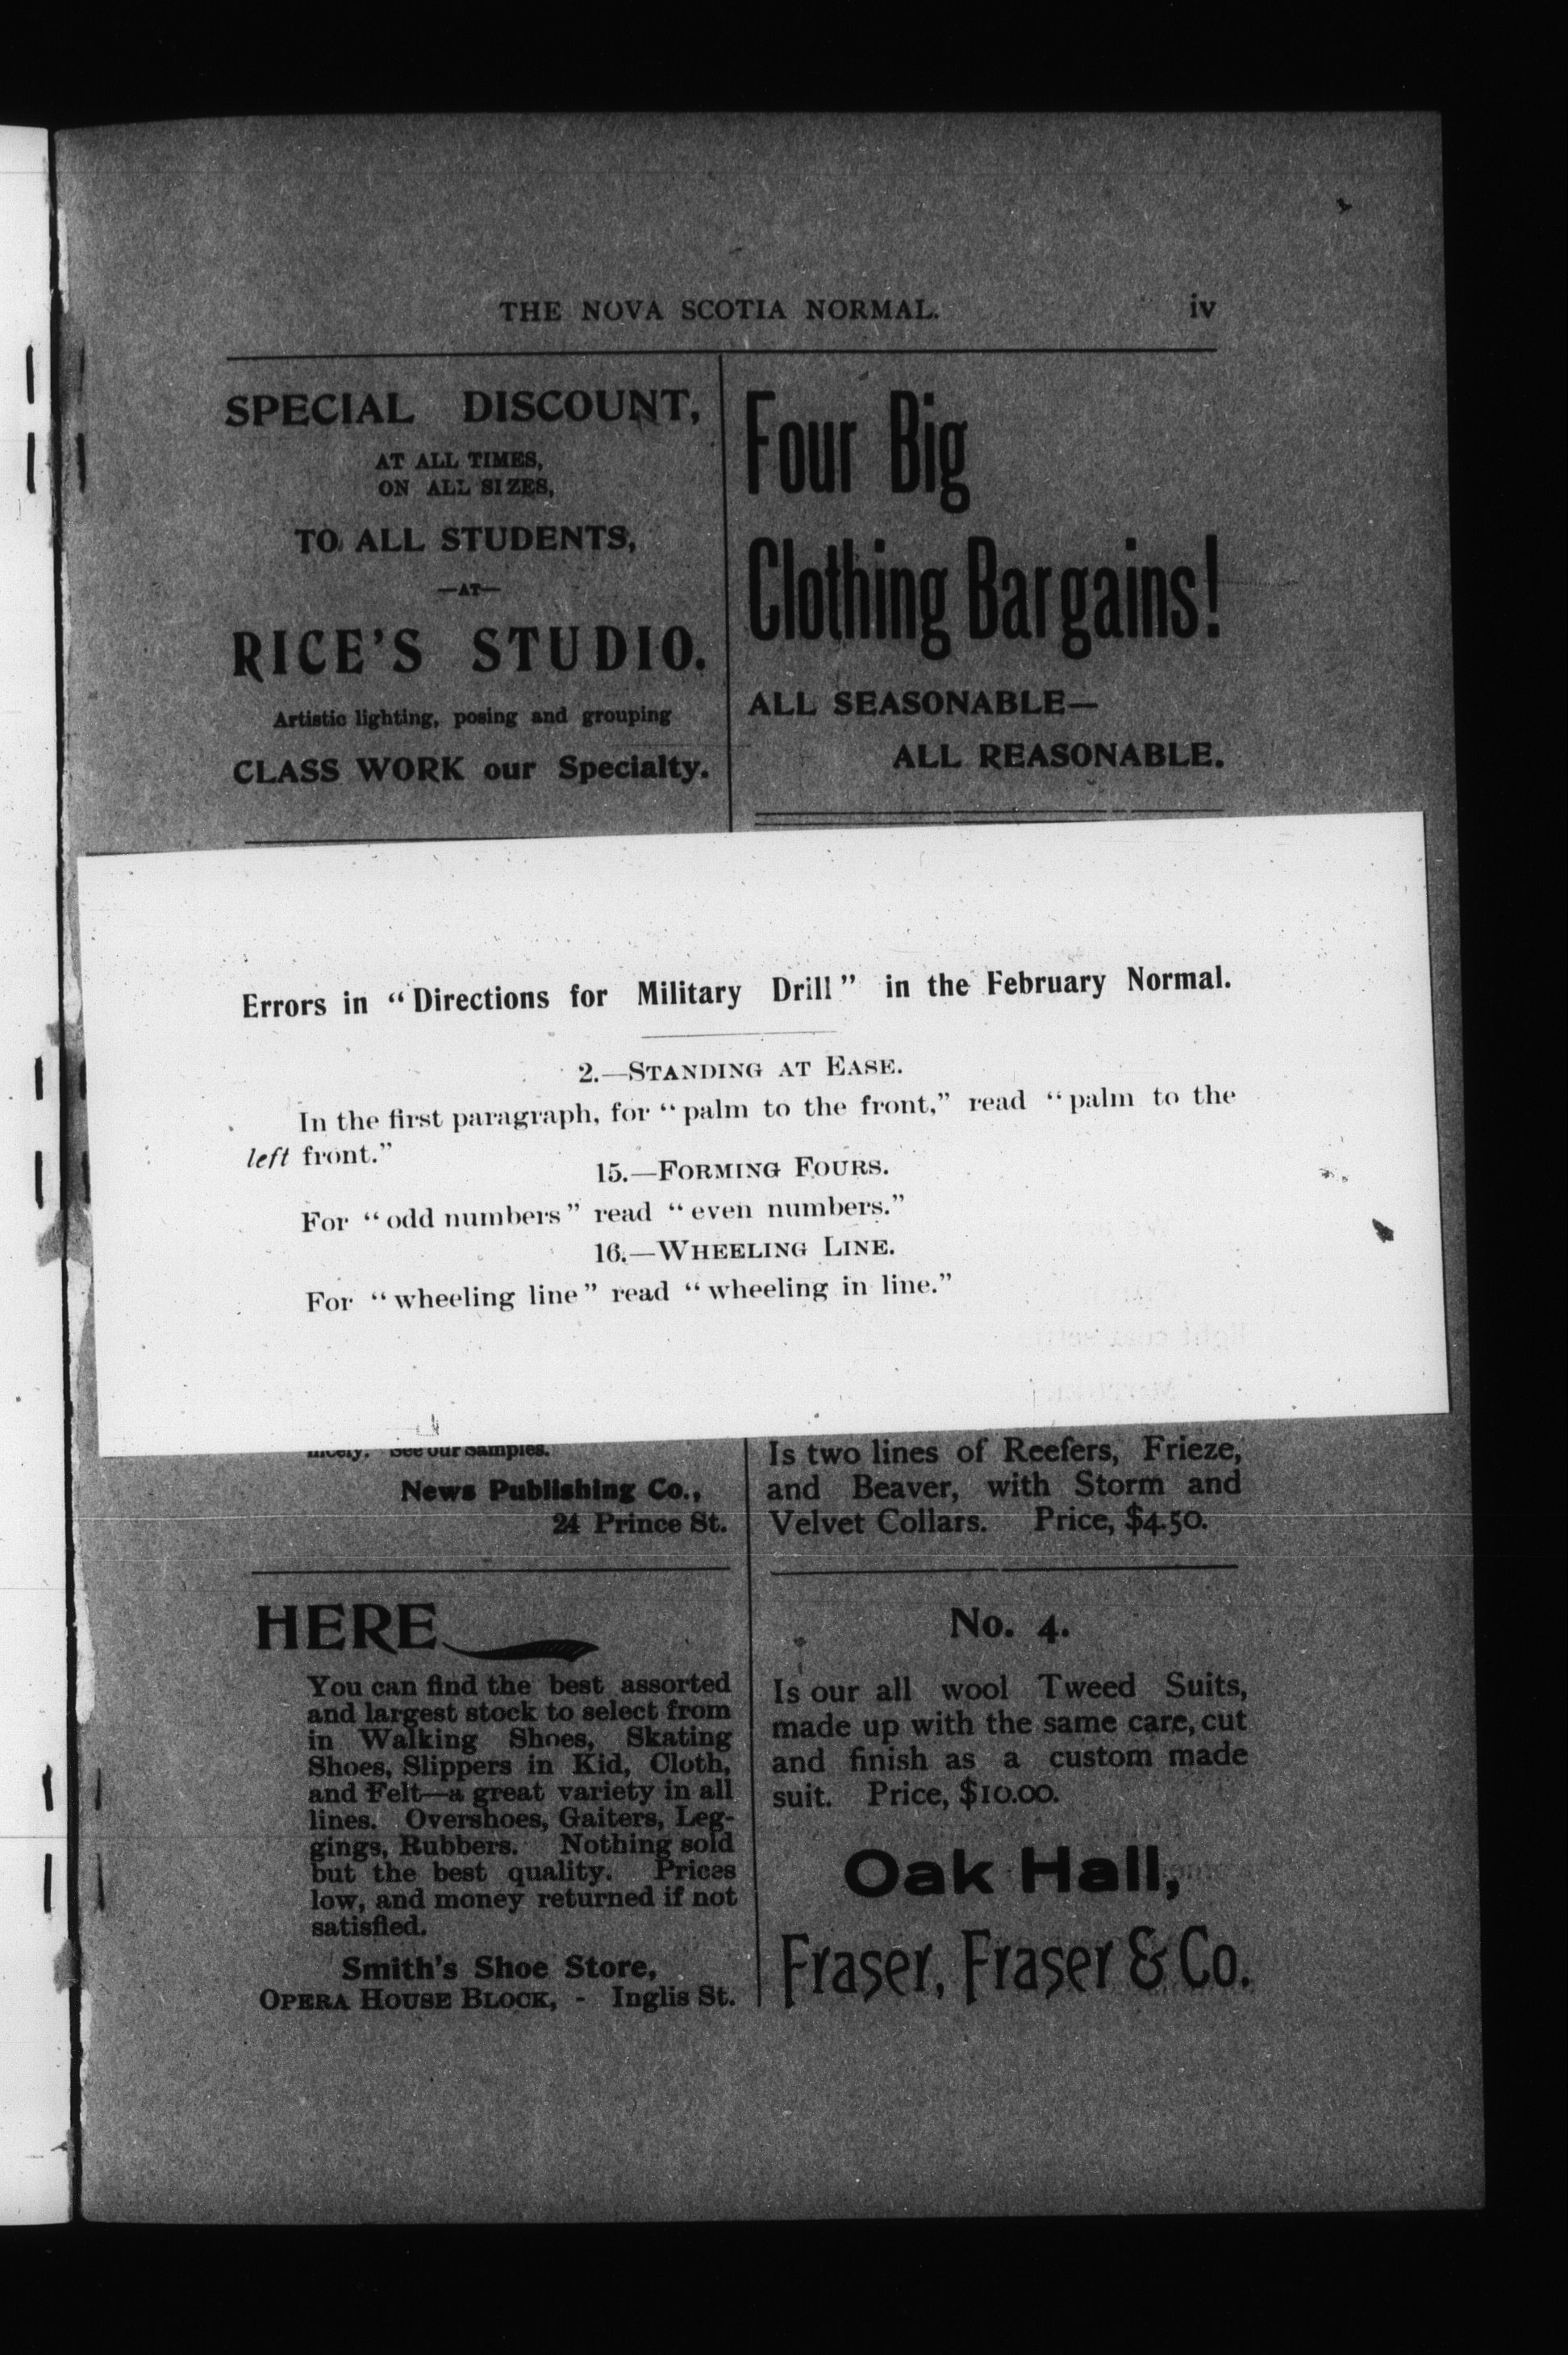 THE NOVA SCOTIA NORMAL. iv
SPECIAL DISCOUNT,
AT ALL TIMES,
ON ALL SIZES,
TO ALL STUDENTS,
—AT—
RICE'S STUDIO.
Artistic lighting, posing and grouping
CLASS WORK our Specialty.
Four Big
Clothing Bargains!
ALL SEASONABLE—
ALL REASONABLE.
Errors in “Directions for Military Drill” in the February Normal.
2.—STANDING AT EASE.
In the first paragraph, for “palm to the front,” read “palm to the
left front.”
15.—FORMING FOURS.
For “odd numbers” read “even numbers.”
16.—WHEELING LINE.
For “wheeling line” read “wheeling in line.”
nicely. See our Samples.
News Publishing Co.,
24 Prince St.
HERE
You can find the best assorted
and largest stock to select from
in Walking Shoes, Skating
Shoes, Slippers in Kid, Cloth,
and Felt—a great variety in all
lines. Overshoes, Gaiters, Leg-
gings, Rubbers. Nothing sold
but the best quality. Prices
low, and money returned if not
satisfied.
Smith's Shoe Store,
OPERA HOUSE BLOCK, - Inglis St.
Is two lines of Reefers, Frieze,
and Beaver, with Storm and
Velvet Collars. Price, $4.50.
No. 4.
Is our all wool Tweed Suits,
made up with the same care, cut
and finish as a custom made
suit. Price, $10.00.
Oak Hall,
Fraser, Fraser & Co.